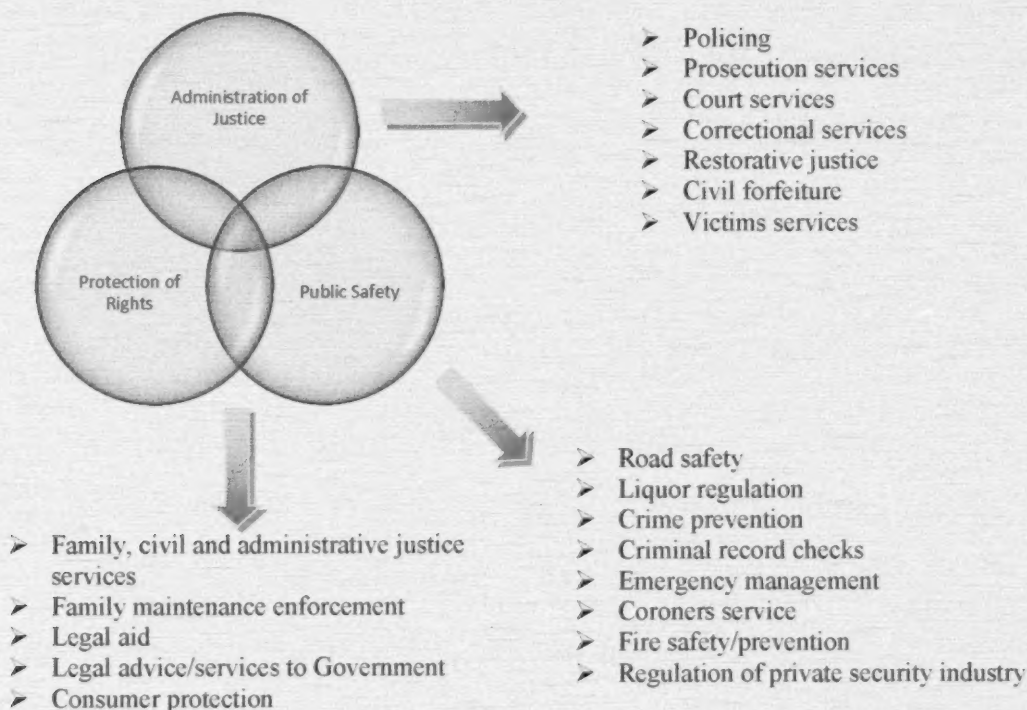 Administration of
Justice
Protection of
Rights
Public Safety
➢ Policing
➢ Prosecution services
➢ Court services
➢ Correctional services
➢ Restorative justice
➢ Civil forfeiture
➢ Victims services
➢ Road safety
➢ Liquor regulation
➢ Crime prevention
➢ Criminal record checks
➢ Emergency management
➢ Coroners service
➢ Fire safety/prevention
➢ Regulation of private security industry
➢ Family, civil and administrative justice
services
➢ Family maintenance enforcement
➢ Legal aid
➢ Legal advice/services to Government
➢ Consumer protection